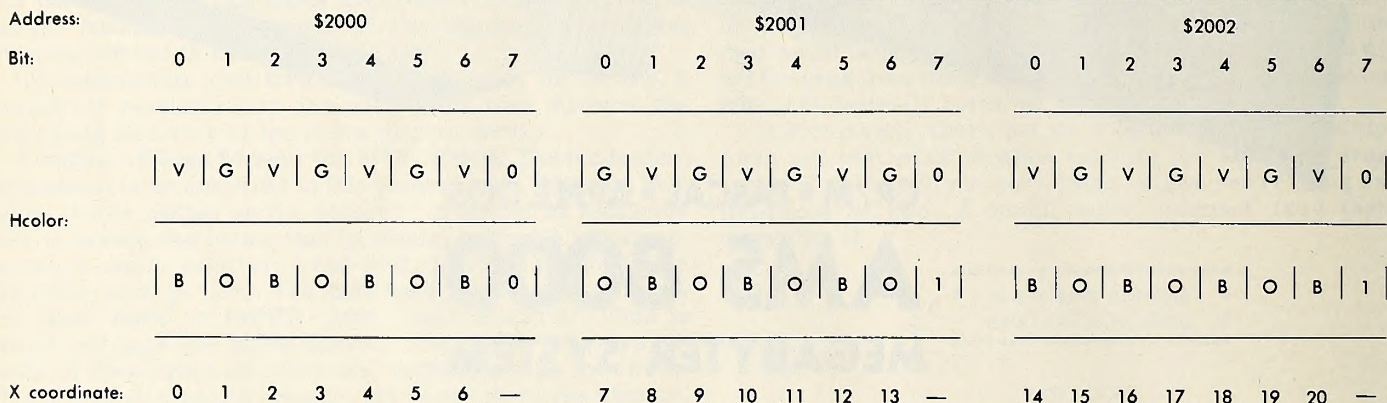 Address: $2000 $2001 $2002
Bit: 0 1 2 3 4 5 6 7 0 1 2 3 4 5 6 7 0 1 2 3 4 5 6 7
| V | G | V | G | V | G | V | 0 | | G | V | G | V | G | V | G | 0 | | V | G | V | G | V | G | V | 0 |
Hcolor:
| B | O | B | O | B | O | B | 0 | | O | B | O | B | O | B | O | 1 | | B | O | B | O | B | O | B | 1 |
X coordinate: 0 1 2 3 4 5 6 — 7 8 9 10 11 12 13 — 14 15 16 17 18 19 20 —